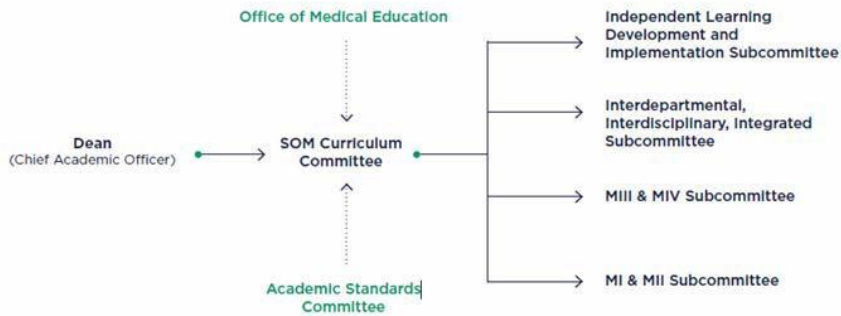 Office of Medical Education
Independent Learning
Development and
Implementation Subcommittee
Interdepartmental,
Interdisciplinary, Integrated
Subcommittee
Dean
(Chief Academic Officer)
SOM Curriculum
Committee
MIII & MIV Subcommittee
MI & MII Subcommittee
Academic Standards
Committee